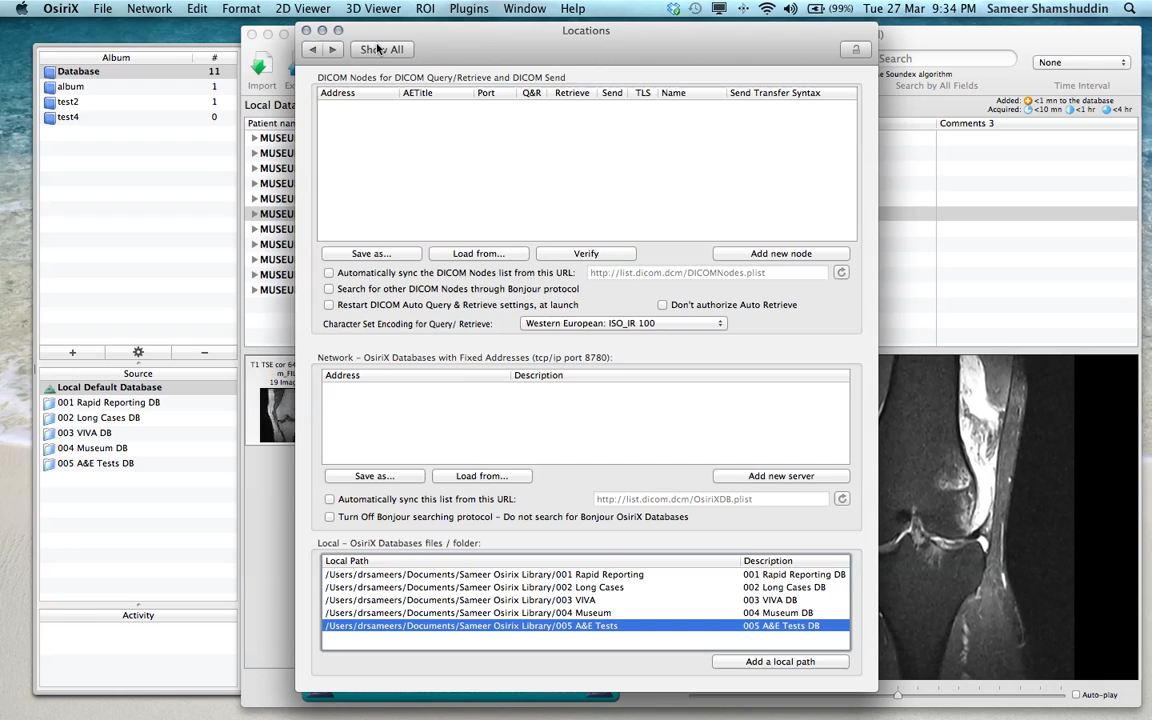 OsiriX File Network Edit Format 2D Viewer 3D Viewer ROI Plugins Window Help (99%) Tue 27 Mar 9:34 PM Sameer Shamshuddin
Locations
Show All
Search
None
Soundex algorithm
Import
Search by All Fields
Time Interval
Album #
Database 11
album 1
test2 1
test4 0
Added: <1 mn to the database
Acquired: <10 mn <1 hr <4 hr
Patient nam
Comments 3
MUSEU
MUSEU
MUSEU
MUSEU
MUSEU
MUSEU
MUSEU
MUSEU
MUSEU
MUSEU
MUSEU
DICOM Nodes for DICOM Query/Retrieve and DICOM Send
Address AETitle Port Q&R Retrieve Send TLS Name Send Transfer Syntax
Save as... Load from... Verify Add new node
Automatically sync the DICOM Nodes list from this URL: http://list.dicom.dcm/DICOMNodes.plist
Search for other DICOM Nodes through Bonjour protocol
Restart DICOM Auto Query & Retrieve settings, at launch Don't authorize Auto Retrieve
Character Set Encoding for Query/ Retrieve: Western European: ISO_IR 100
+ −
Source
Local Default Database
001 Rapid Reporting DB
002 Long Cases DB
003 VIVA DB
004 Museum DB
005 A&E Tests DB
T1 TSE cor 64
19 Imag
Network - OsiriX Databases with Fixed Addresses (tcp/ip port 8780):
Address Description
Save as... Load from... Add new server
Automatically sync this list from this URL: http://list.dicom.dcm/OsiriXDB.plist
Turn Off Bonjour searching protocol - Do not search for Bonjour OsiriX Databases
Local - OsiriX Databases files / folder:
Local Path Description
/Users/drsameers/Documents/Sameer Osirix Library/001 Rapid Reporting 001 Rapid Reporting DB
/Users/drsameers/Documents/Sameer Osirix Library/002 Long Cases 002 Long Cases DB
/Users/drsameers/Documents/Sameer Osirix Library/003 VIVA 003 VIVA DB
/Users/drsameers/Documents/Sameer Osirix Library/004 Museum 004 Museum DB
/Users/drsameers/Documents/Sameer Osirix Library/005 A&E Tests 005 A&E Tests DB
Add a local path
Activity
Auto-play